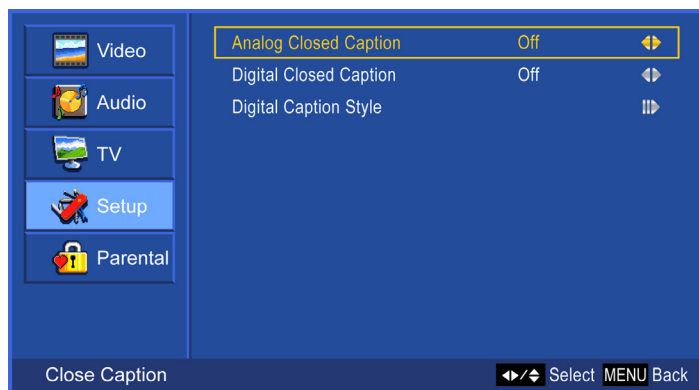 Video
Audio
TV
Setup
Parental
Analog Closed Caption Off
Digital Closed Caption Off
Digital Caption Style
Close Caption
/ Select MENU Back